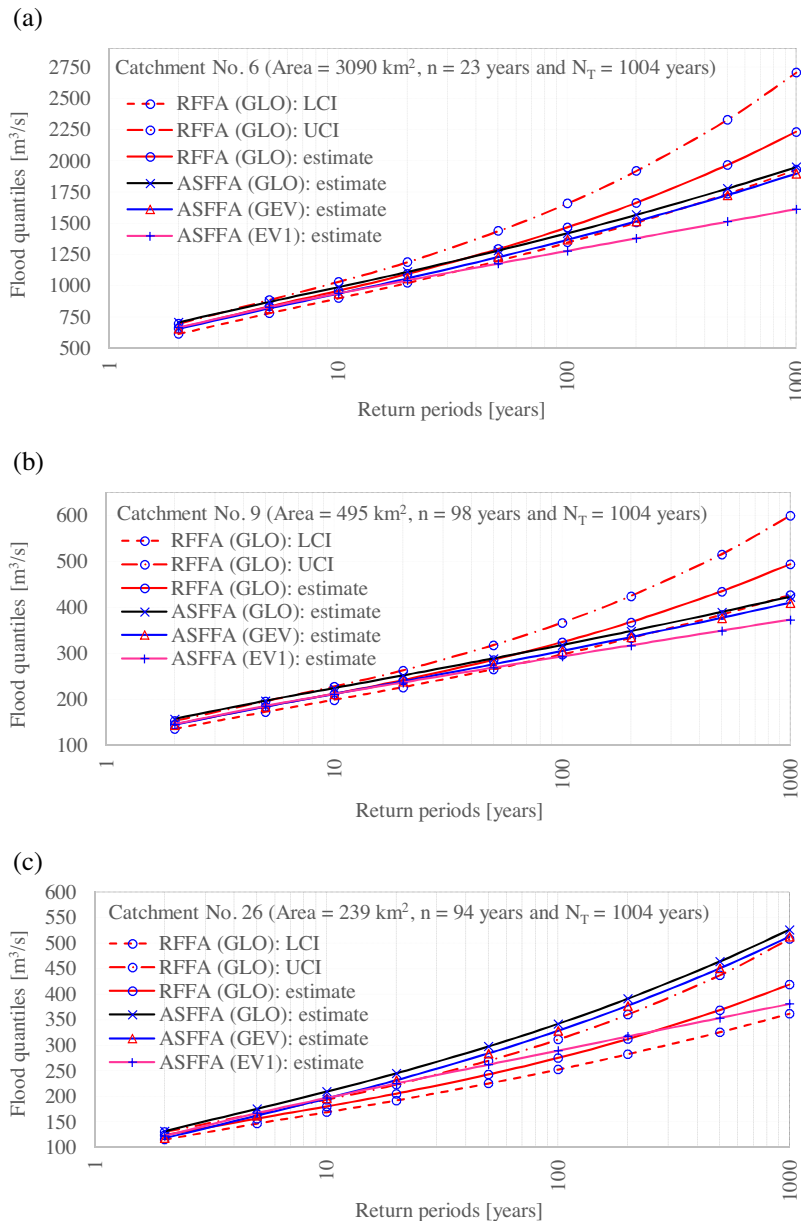 (a)
Catchment No. 6 (Area = 3090 km², n = 23 years and N_T = 1004 years)
RFFA (GLO): LCI
RFFA (GLO): UCI
RFFA (GLO): estimate
ASFFA (GLO): estimate
ASFFA (GEV): estimate
ASFFA (EV1): estimate
Flood quantiles [m³/s]
2750
2500
2250
2000
1750
1500
1250
1000
750
500
1
10
100
1000
Return periods [years]
(b)
Catchment No. 9 (Area = 495 km², n = 98 years and N_T = 1004 years)
RFFA (GLO): LCI
RFFA (GLO): UCI
RFFA (GLO): estimate
ASFFA (GLO): estimate
ASFFA (GEV): estimate
ASFFA (EV1): estimate
Flood quantiles [m³/s]
600
500
400
300
200
100
1
10
100
1000
Return periods [years]
(c)
Catchment No. 26 (Area = 239 km², n = 94 years and N_T = 1004 years)
RFFA (GLO): LCI
RFFA (GLO): UCI
RFFA (GLO): estimate
ASFFA (GLO): estimate
ASFFA (GEV): estimate
ASFFA (EV1): estimate
Flood quantiles [m³/s]
600
550
500
450
400
350
300
250
200
150
100
1
10
100
1000
Return periods [years]